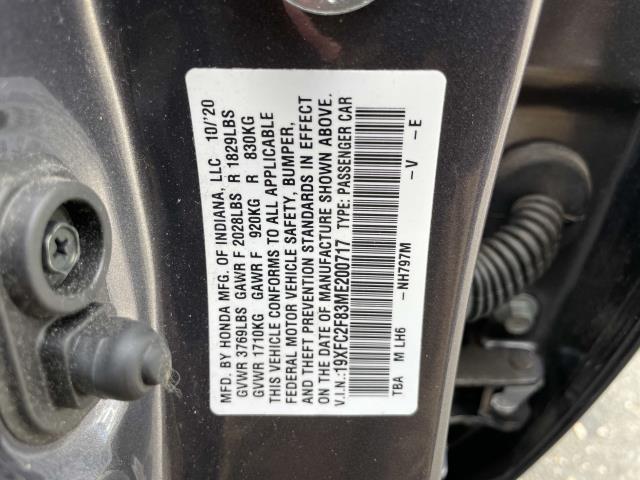 MFD. BY HONDA MFG. OF INDIANA, LLC 10/'20
GVWR 3769LBS GAWR F 2028LBS R 1829LBS
GVWR 1710KG GAWR F 920KG R 830KG
THIS VEHICLE CONFORMS TO ALL APPLICABLE
FEDERAL MOTOR VEHICLE SAFETY, BUMPER,
AND THEFT PREVENTION STANDARDS IN EFFECT
ON THE DATE OF MANUFACTURE SHOWN ABOVE.
V.I.N.:19XFC2F83ME200717 TYPE: PASSENGER CAR
TBA M LH6 -NH797M -V -E